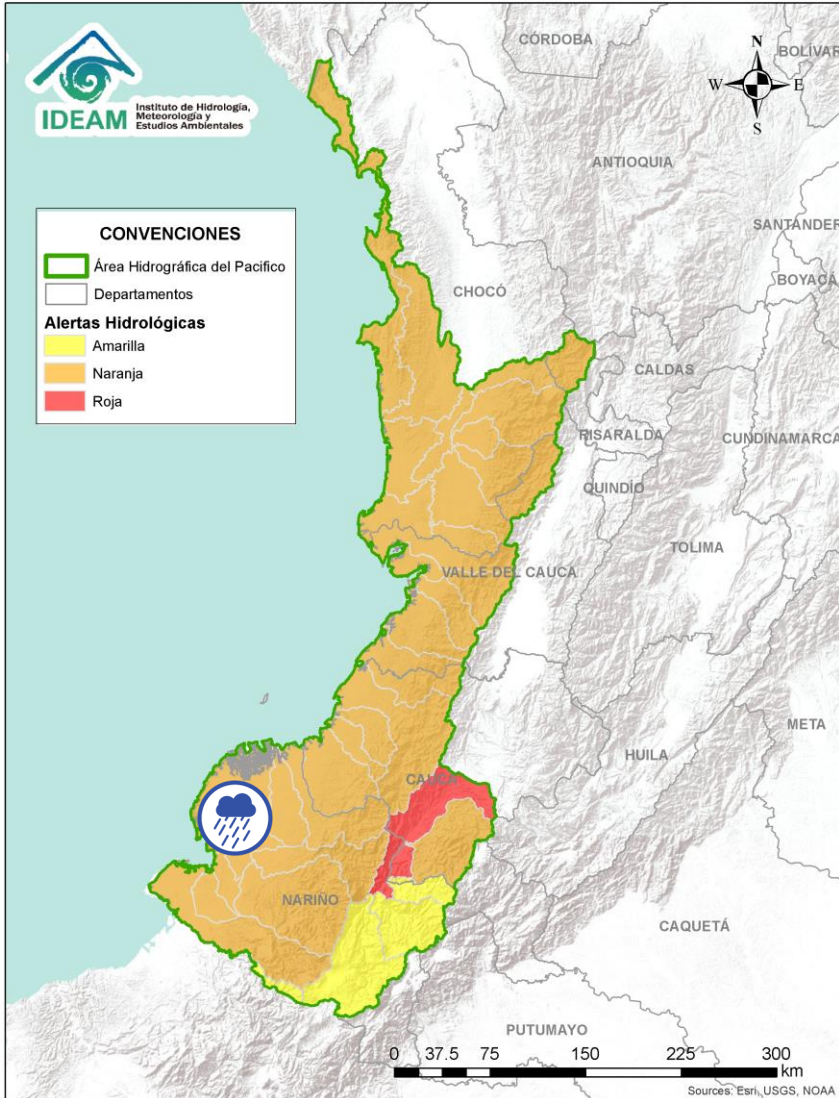 IDEAM
Instituto de Hidrología,
Meteorología y
Estudios Ambientales
CÓRDOBA
BOLÍVAR
N
W
E
S
ANTIOQUIA
SANTANDER
BOYACÁ
CONVENCIONES
Área Hidrográfica del Pacifico
Departamentos
Alertas Hidrológicas
Amarilla
Naranja
Roja
CHOCÓ
CALDAS
RISARALDA
CUNDINAMARCA
QUINDÍO
TOLIMA
VALLE DEL CAUCA
META
HUILA
CAUCA
NARIÑO
CAQUETÁ
PUTUMAYO
0 37.5 75 150 225 300
km
Sources: Esri, USGS, NOAA